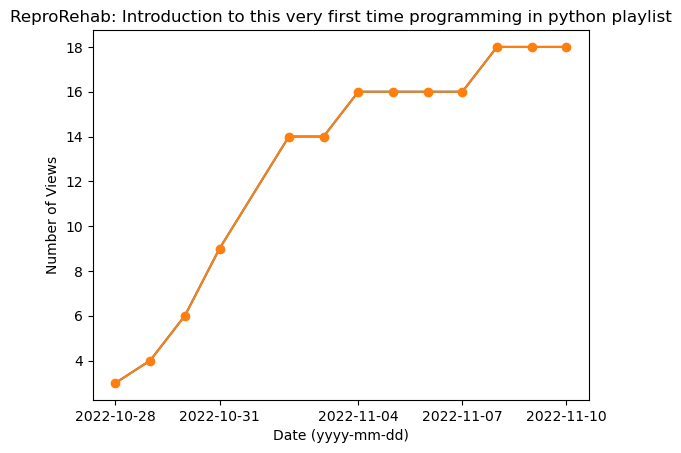 ReproRehab: Introduction to this very first time programming in python playlist
18
16
14
12
10
8
6
4
Number of Views
2022-10-28 2022-10-31 2022-11-04 2022-11-07 2022-11-10
Date (yyyy-mm-dd)